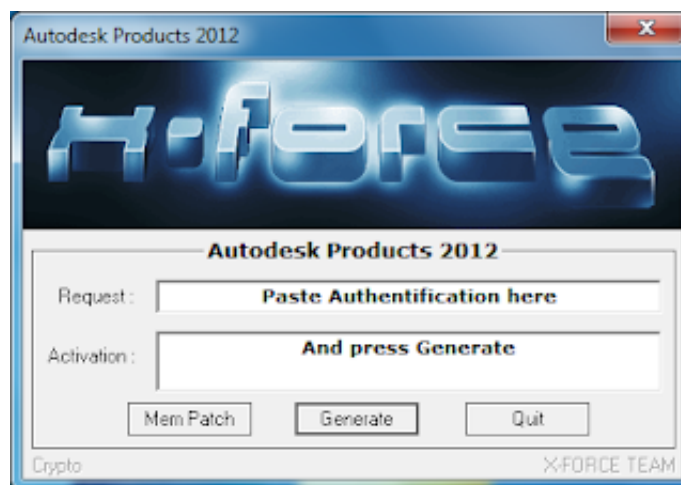 Autodesk Products 2012
X-force
Autodesk Products 2012
Request :
Paste Authentification here
Activation :
And press Generate
Mem Patch
Generate
Quit
Crypto
X-FORCE TEAM